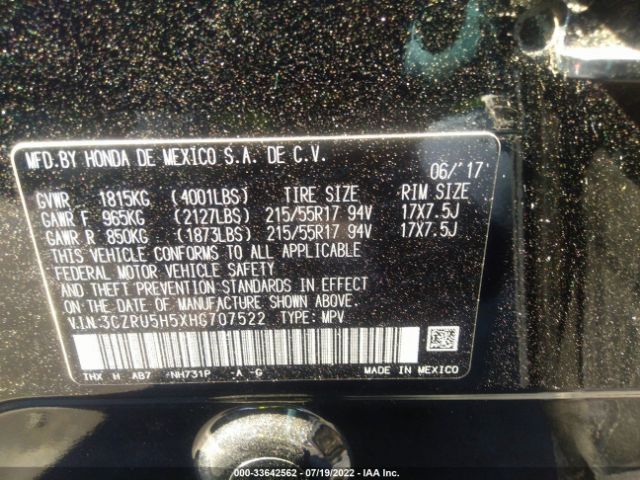 MFD.BY HONDA DE MEXICO S.A. DE C.V.
06/'17
GVWR 1815KG (4001LBS) TIRE SIZE RIM SIZE
GAWR F 965KG (2127LBS) 215/55R17 94V 17X7.5J
GAWR R 850KG (1873LBS) 215/55R17 94V 17X7.5J
THIS VEHICLE CONFORMS TO ALL APPLICABLE
FEDERAL MOTOR VEHICLE SAFETY
AND THEFT PREVENTION STANDARDS IN EFFECT
ON THE DATE OF MANUFACTURE SHOWN ABOVE.
V.I.N:3CZRU5H5XHG707522 TYPE: MPV
THX H AB7 NH731P -A -G MADE IN MEXICO
000-33642562 - 07/19/2022 - IAA Inc.